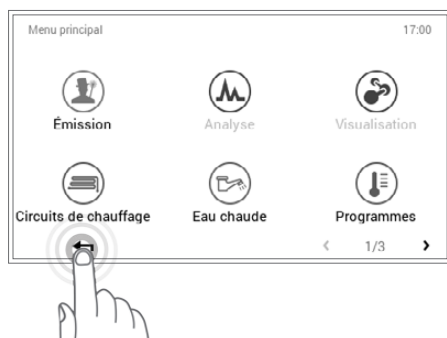 Menu principal 17:00
Émission Analyse Visualisation
Circuits de chauffage Eau chaude Programmes
1/3